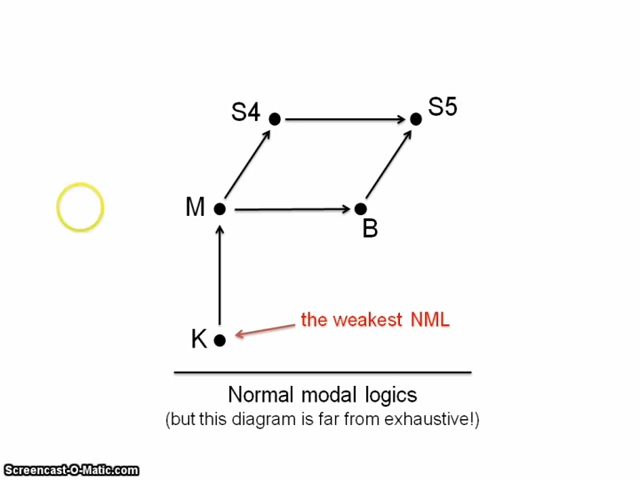 S4
S5
M
B
the weakest NML
K
Normal modal logics
(but this diagram is far from exhaustive!)
Screencast-O-Matic.com